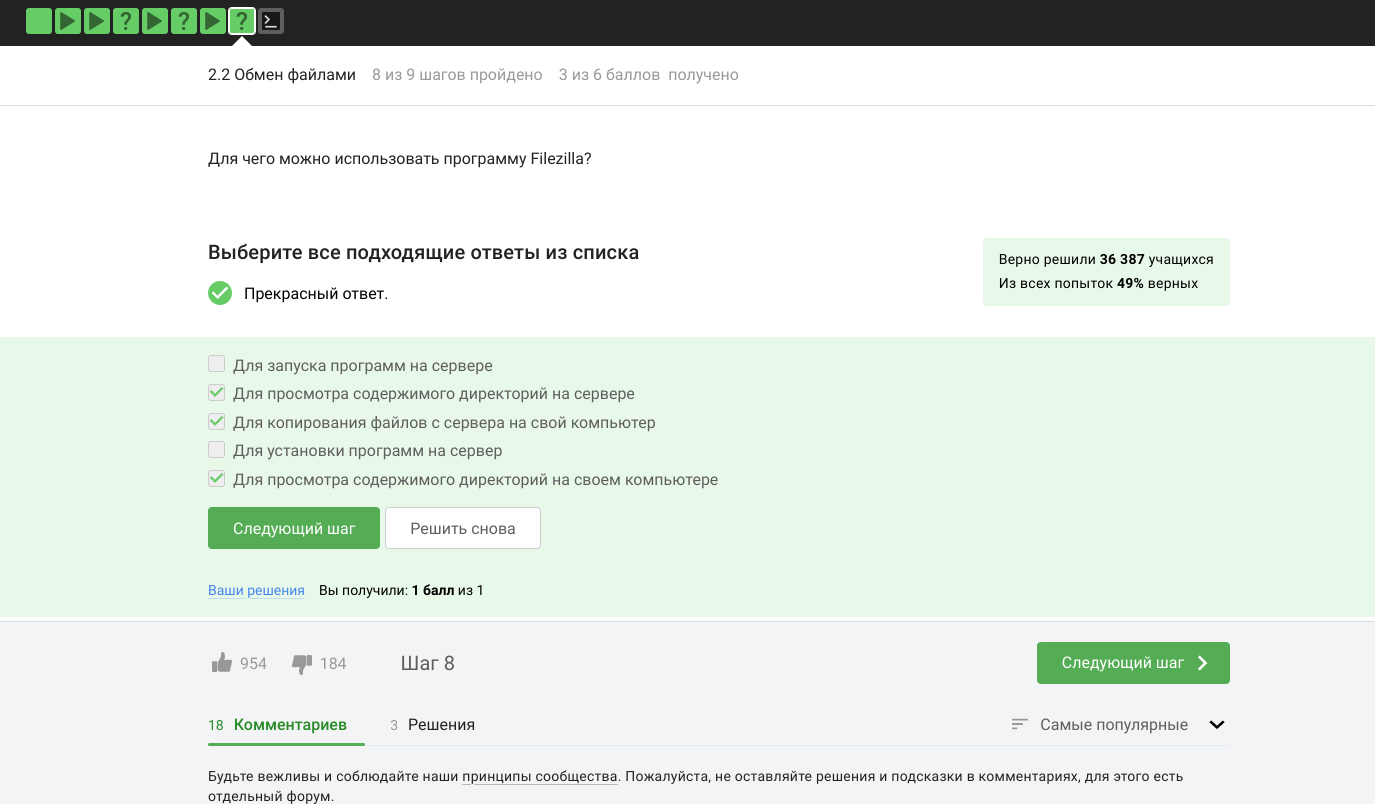 2.2 Обмен файлами 8 из 9 шагов пройдено 3 из 6 баллов получено
Для чего можно использовать программу Filezilla?
Выберите все подходящие ответы из списка
Верно решили 36 387 учащихся
Из всех попыток 49% верных
Прекрасный ответ.
Для запуска программ на сервере
Для просмотра содержимого директорий на сервере
Для копирования файлов с сервера на свой компьютер
Для установки программ на сервер
Для просмотра содержимого директорий на своем компьютере
Следующий шаг Решить снова
Ваши решения Вы получили: 1 балл из 1
954 184 Шаг 8 Следующий шаг
18 Комментариев 3 Решения Самые популярные
Будьте вежливы и соблюдайте наши принципы сообщества. Пожалуйста, не оставляйте решения и подсказки в комментариях, для этого есть
отдельный форум.